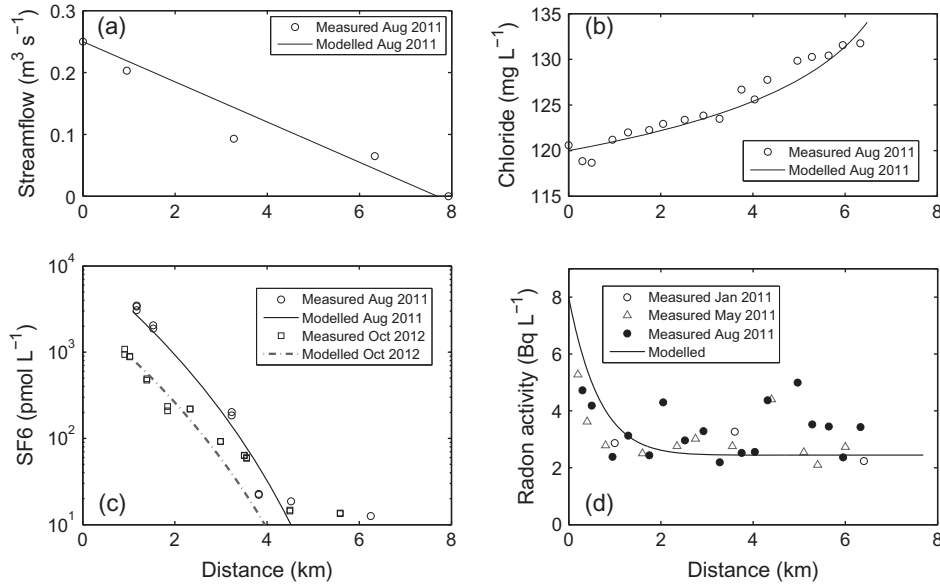 (a)
Measured Aug 2011
Modelled Aug 2011
Streamflow (m³ s⁻¹)
0.3
0.2
0.1
0
0 2 4 6 8
(b)
Measured Aug 2011
Modelled Aug 2011
Chloride (mg L⁻¹)
135
130
125
120
115
0 2 4 6 8
(c)
Measured Aug 2011
Modelled Aug 2011
Measured Oct 2012
Modelled Oct 2012
SF6 (pmol L⁻¹)
10⁴
10³
10²
10¹
0 2 4 6 8
Distance (km)
(d)
Measured Jan 2011
Measured May 2011
Measured Aug 2011
Modelled
Radon activity (Bq L⁻¹)
8
6
4
2
0
0 2 4 6 8
Distance (km)